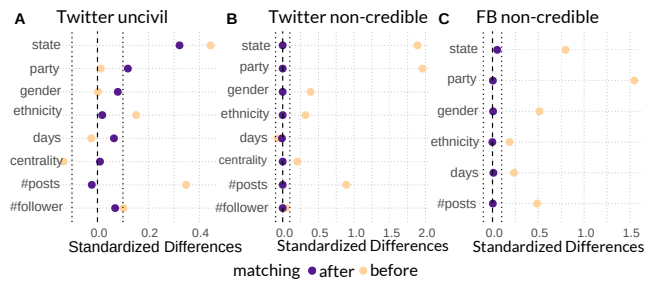 A Twitter uncivil
state
party
gender
ethnicity
days
centrality
#posts
#follower
0.0 0.2 0.4
Standardized Differences
B Twitter non-credible
state
party
gender
ethnicity
days
centrality
#posts
#follower
0.0 0.5 1.0 1.5 2.0
Standardized Differences
C FB non-credible
state
party
gender
ethnicity
days
#posts
0.0 0.5 1.0 1.5
Standardized Differences
matching after before